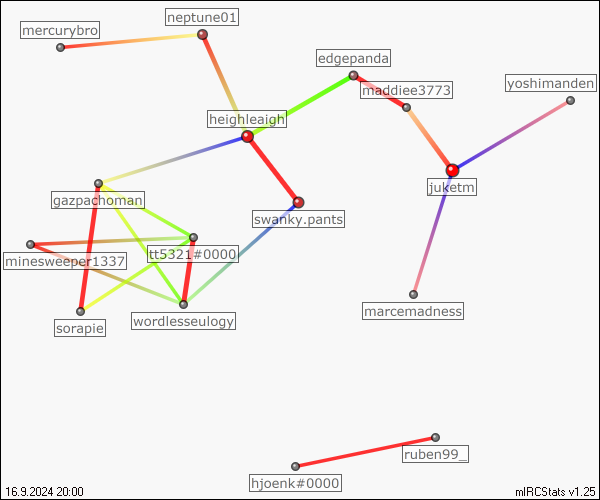 neptune01
mercurybro
edgepanda
yoshimanden
maddiee3773
heighleaigh
juketm
gazpachoman
swanky.pants
tt5321#0000
minesweeper1337
marcemadness
wordlesseulogy
sorapie
ruben99_
hjoenk#0000
16.9.2024 20:00
mIRCStats v1.25